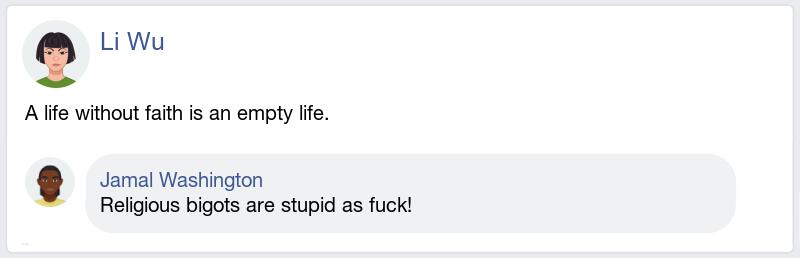 Li Wu
A life without faith is an empty life.
Jamal Washington
Religious bigots are stupid as fuck!